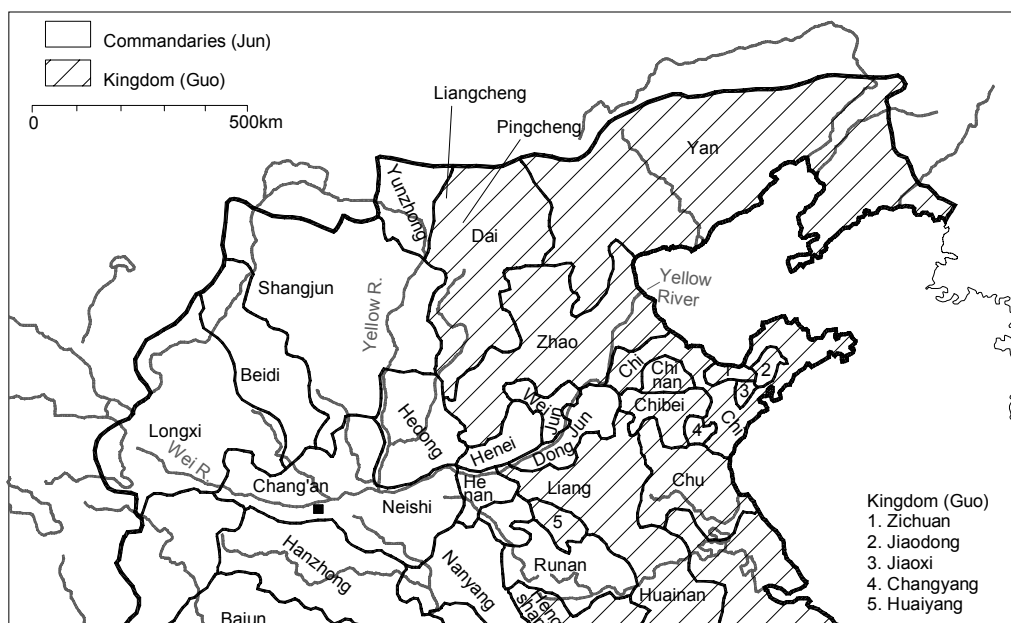 Commandaries (Jun)
Kingdom (Guo)
0
500km
Liangcheng
Pingcheng
Yan
Yunzhong
Dai
Shangjun
Yellow R.
Yellow
River
Zhao
Beidi
Chi
Chi
nan
1
2
3
Chibei
Chi
4
Wei
Jun
Hedong
Henei
Dong Jun
Longxi
Wei R.
Chang'an
Neishi
He
nan
Liang
Chu
5
Runan
Hanzhong
Nanyang
Heng
shan
Huainan
Bajun
Kingdom (Guo)
1. Zichuan
2. Jiaodong
3. Jiaoxi
4. Changyang
5. Huaiyang